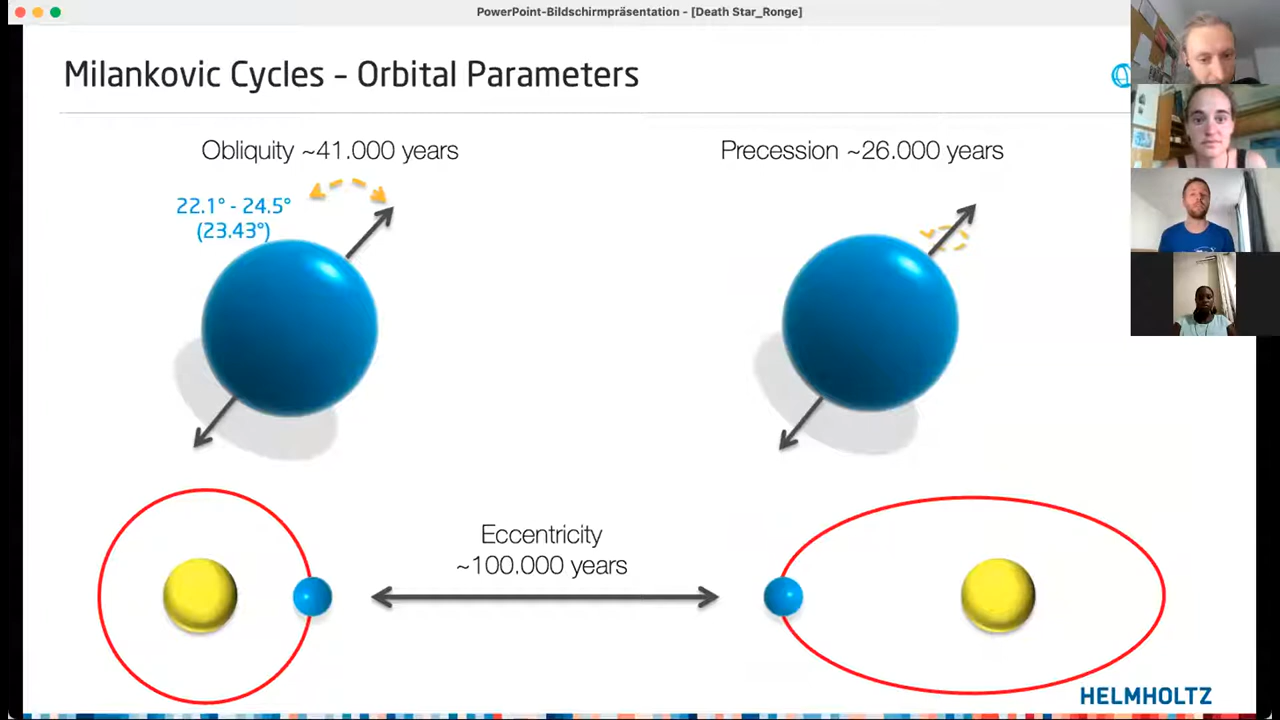 PowerPoint-Bildschirmpräsentation - [Death Star_Ronge]
Milankovic Cycles – Orbital Parameters
Obliquity ~41.000 years
22.1° - 24.5°
(23.43°)
Precession ~26.000 years
Eccentricity
~100.000 years
HELMHOLTZ